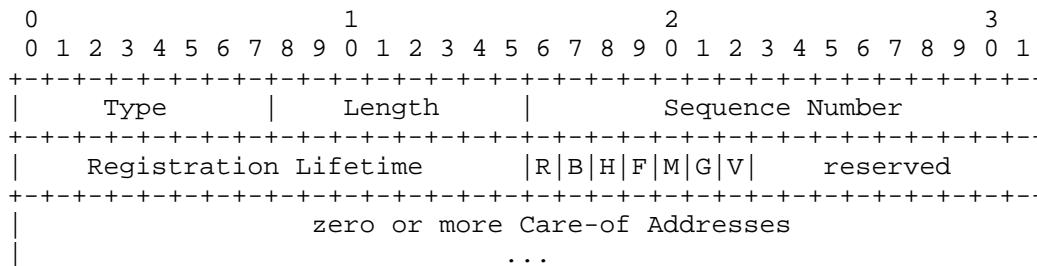 0                   1                   2                   3
 0 1 2 3 4 5 6 7 8 9 0 1 2 3 4 5 6 7 8 9 0 1 2 3 4 5 6 7 8 9 0 1
+-+-+-+-+-+-+-+-+-+-+-+-+-+-+-+-+-+-+-+-+-+-+-+-+-+-+-+-+-+-+-+--
|     Type      |    Length     |        Sequence Number
+-+-+-+-+-+-+-+-+-+-+-+-+-+-+-+-+-+-+-+-+-+-+-+-+-+-+-+-+-+-+-+--
|    Registration Lifetime      |R|B|H|F|M|G|V|    reserved
+-+-+-+-+-+-+-+-+-+-+-+-+-+-+-+-+-+-+-+-+-+-+-+-+-+-+-+-+-+-+-+--
|                  zero or more Care-of Addresses
|                              ...